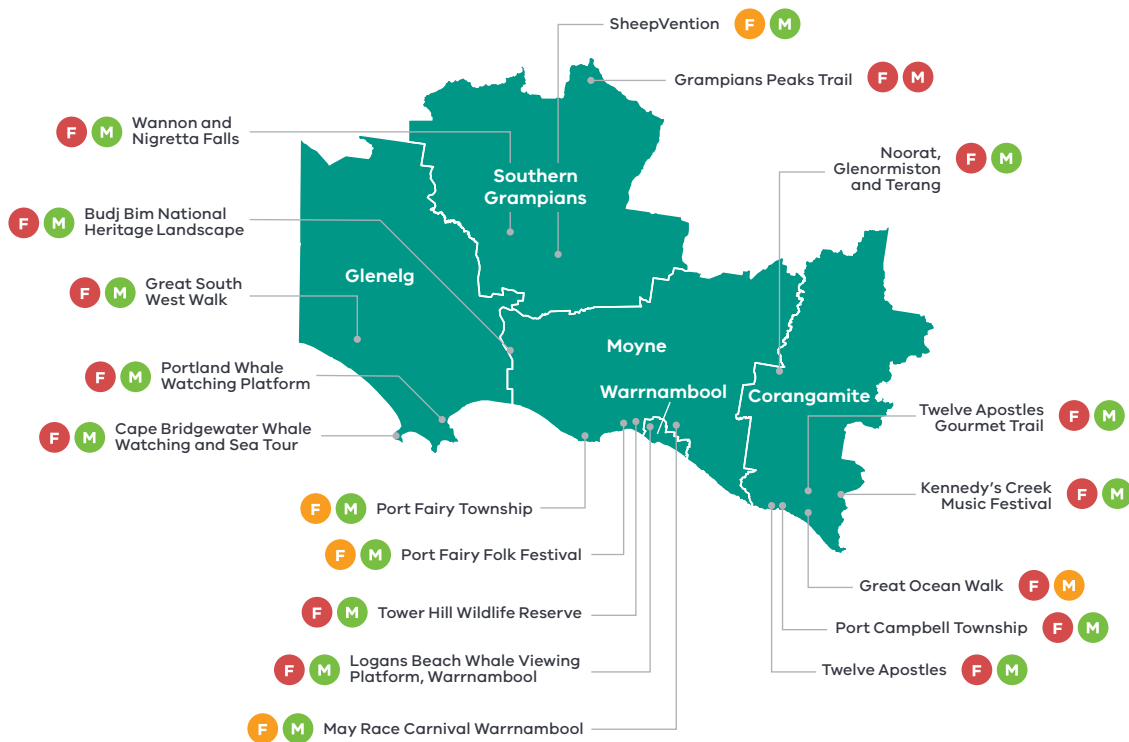 SheepVention F M
Grampians Peaks Trail F M
F M Wannon and
Nigretta Falls
Noorat,
Glenormiston
and Terang F M
Southern
Grampians
F M Budj Bim National
Heritage Landscape
Glenelg
F M Great South
West Walk
Moyne
F M Portland Whale
Watching Platform
Warrnambool
Corangamite
Twelve Apostles
Gourmet Trail F M
F M Cape Bridgewater Whale
Watching and Sea Tour
Kennedy's Creek
Music Festival F M
F M Port Fairy Township
F M Port Fairy Folk Festival
Great Ocean Walk F M
F M Tower Hill Wildlife Reserve
Port Campbell Township F M
F M Logans Beach Whale Viewing
Platform, Warrnambool
Twelve Apostles F M
F M May Race Carnival Warrnambool